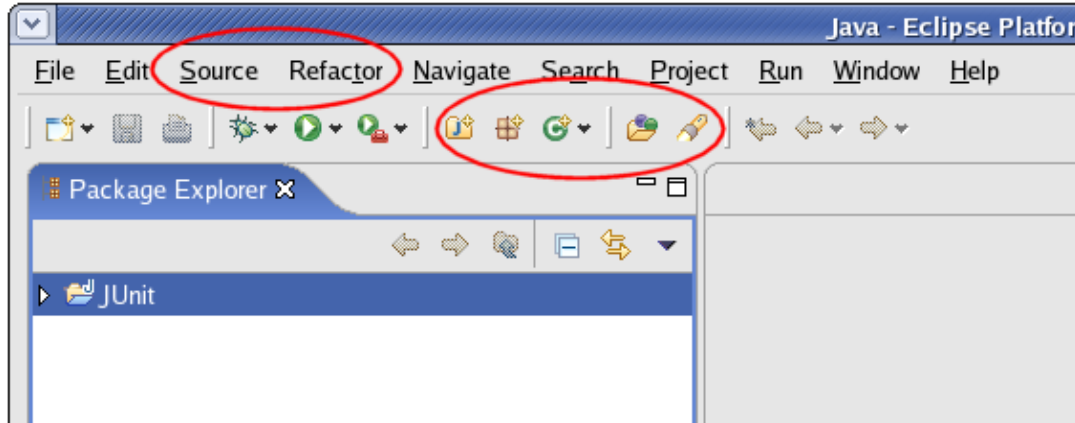 Java - Eclipse Platfor
File Edit Source Refactor Navigate Search Project Run Window Help
Package Explorer
JUnit